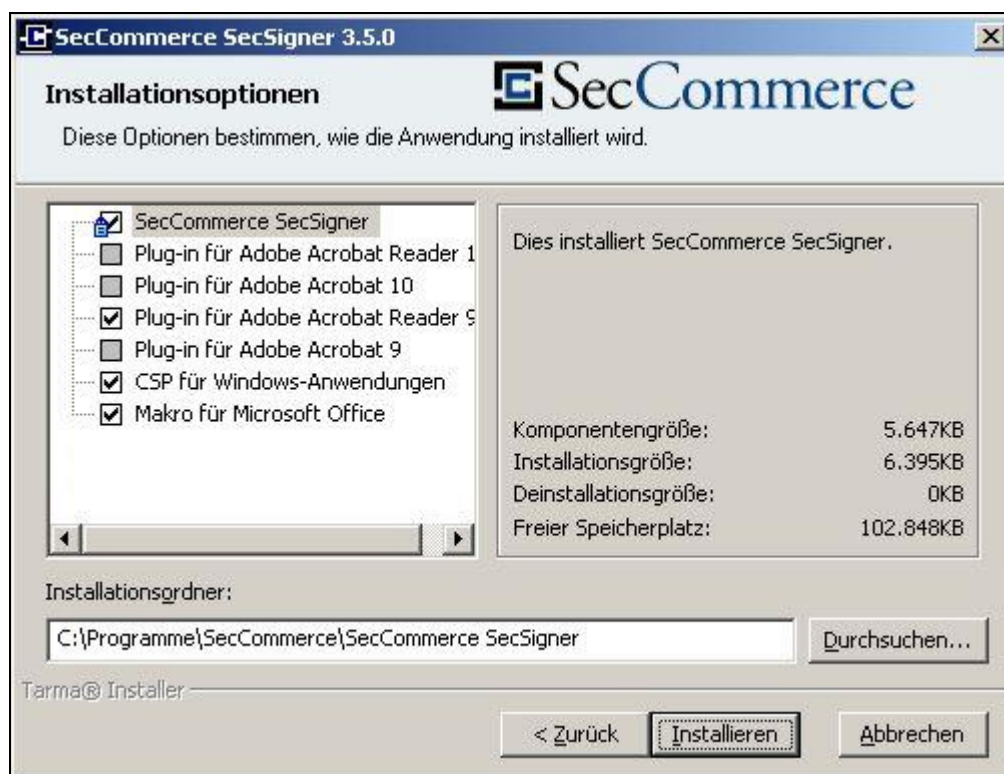 SecCommerce SecSigner 3.5.0
Installationsoptionen
SecCommerce
Diese Optionen bestimmen, wie die Anwendung installiert wird.
SecCommerce SecSigner
Plug-in für Adobe Acrobat Reader 1
Plug-in für Adobe Acrobat 10
Plug-in für Adobe Acrobat Reader 9
Plug-in für Adobe Acrobat 9
CSP für Windows-Anwendungen
Makro für Microsoft Office
Dies installiert SecCommerce SecSigner.
Komponentengröße: 5.647KB
Installationsgröße: 6.395KB
Deinstallationsgröße: 0KB
Freier Speicherplatz: 102.848KB
Installationsordner:
C:\Programme\SecCommerce\SecCommerce SecSigner
Durchsuchen...
Tarma® Installer
< Zurück
Installieren
Abbrechen